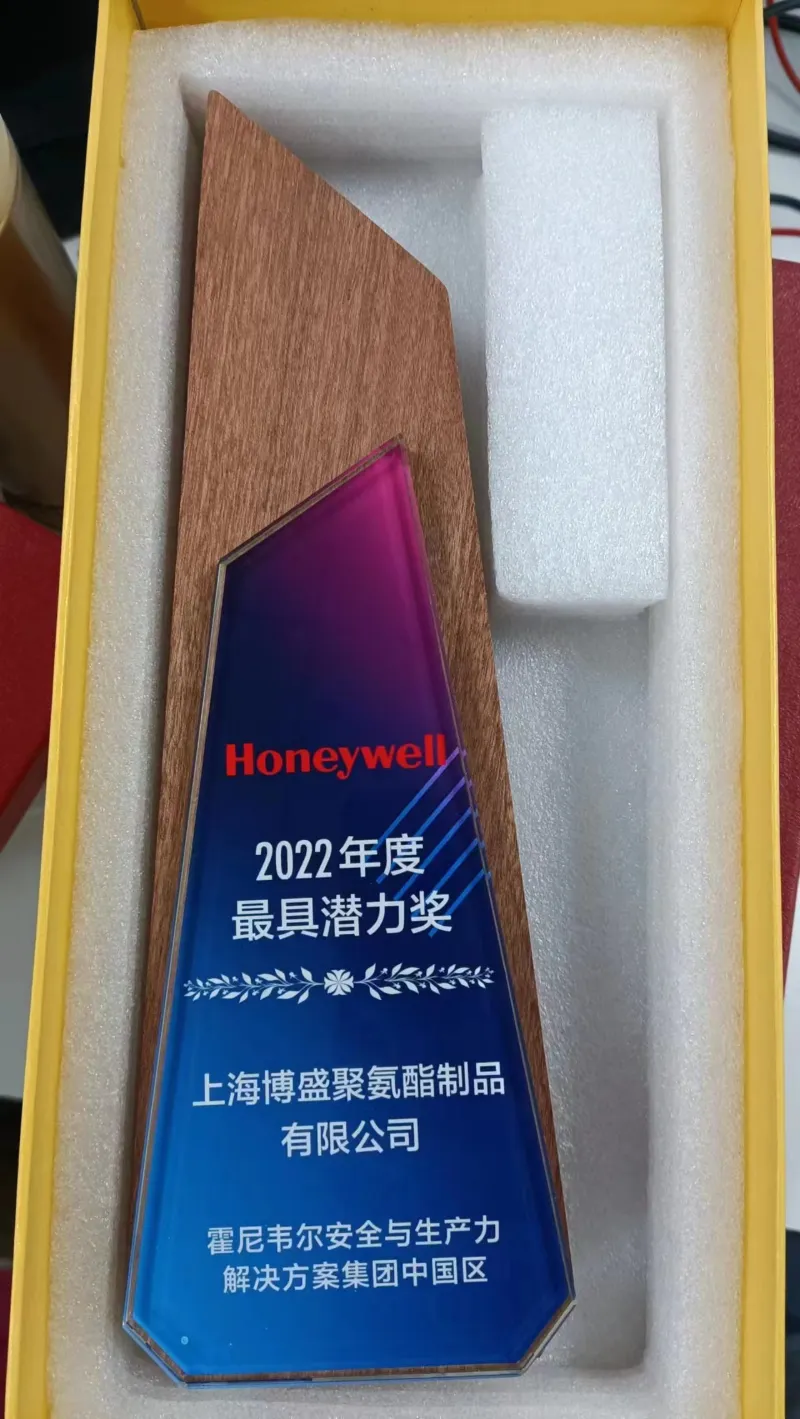 Honeywell
2022年度
最具潜力奖
上海博盛聚氨酯制品
有限公司
霍尼韦尔安全与生产力
解决方案集团中国区